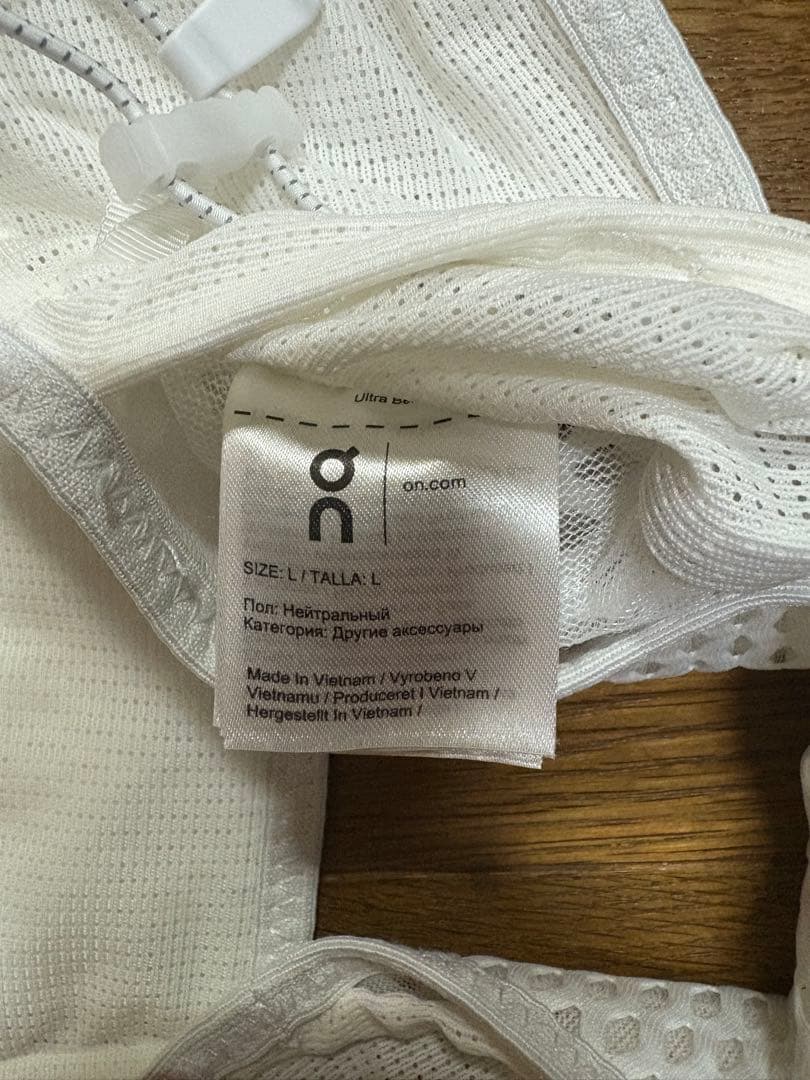 Ultra
on.com
SIZE: L / TALLA: L
Пол: Нейтральный
Категория: Другие аксессуары
Made In Vietnam / Vyrobeno V
Vietnamu / Produceret I Vietnam /
Hergestellt In Vietnam /